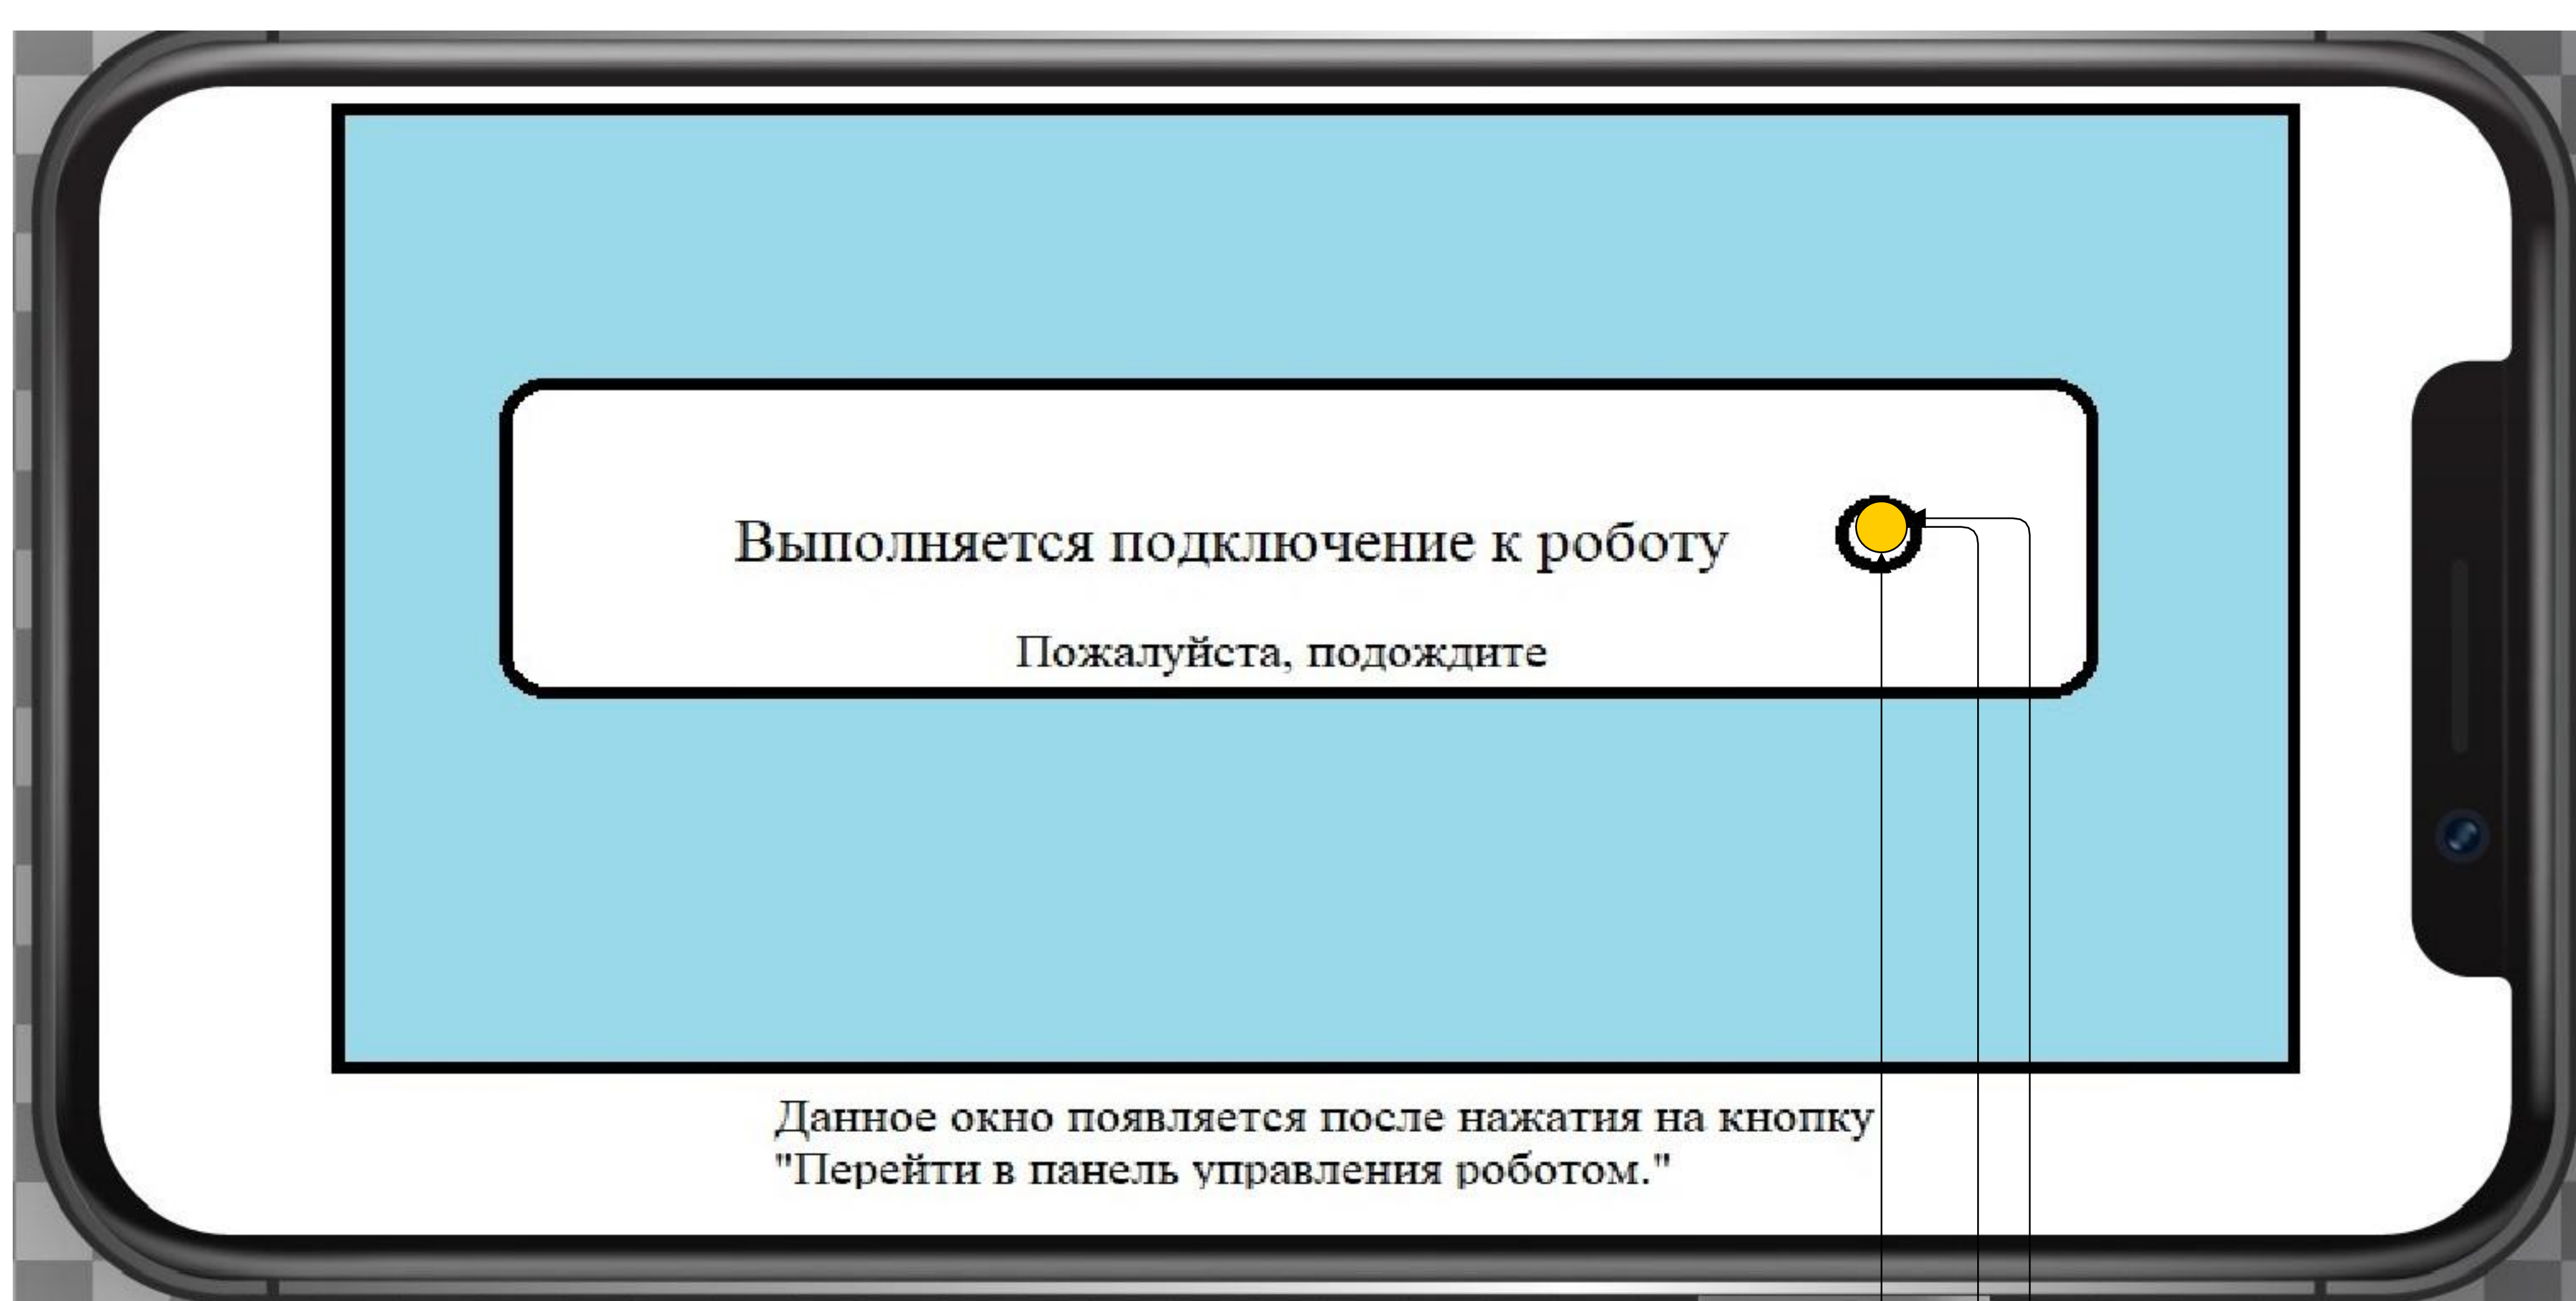 Выполняется подключение к роботу
Пожалуйста, подождите
Данное окно появляется после нажатия на кнопку
"Перейти в панель управления роботом."